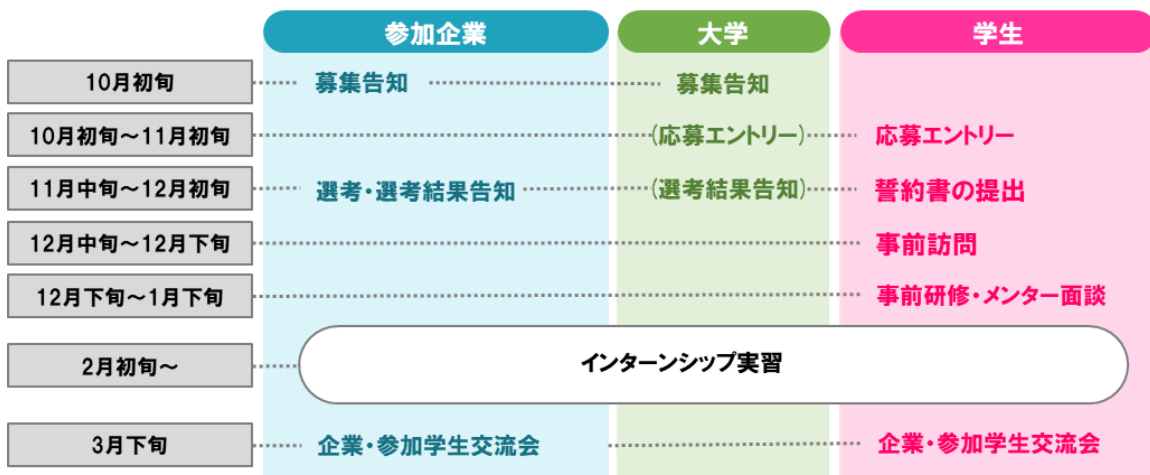 参加企業 大学 学生
10月初旬 募集告知 募集告知
10月初旬～11月初旬 (応募エントリー) 応募エントリー
11月中旬～12月初旬 選考・選考結果告知 (選考結果告知) 誓約書の提出
12月中旬～12月下旬 事前訪問
12月下旬～1月下旬 事前研修・メンター面談
2月初旬～ インターンシップ実習
3月下旬 企業・参加学生交流会 企業・参加学生交流会